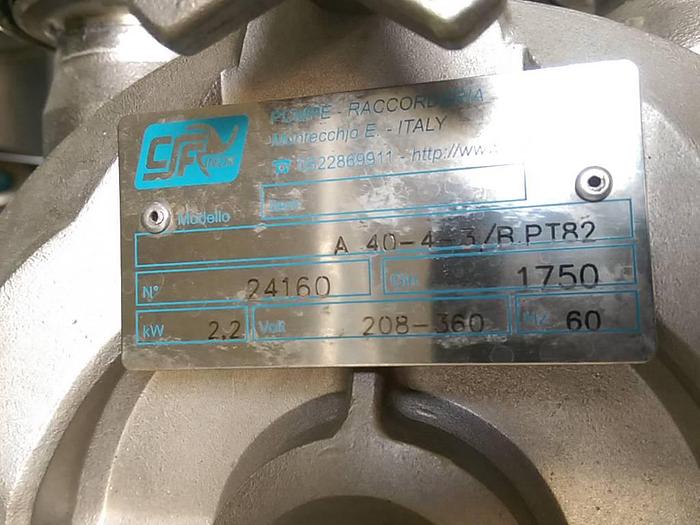 POMPE - RACCORDERIA
Montecchio E. - ITALY
☎ 0522869911 - http://www.
Modello
A 40-4-3/B.PT82
N° 24160 1750
kW 2,2 Volt 208-360 Hz 60